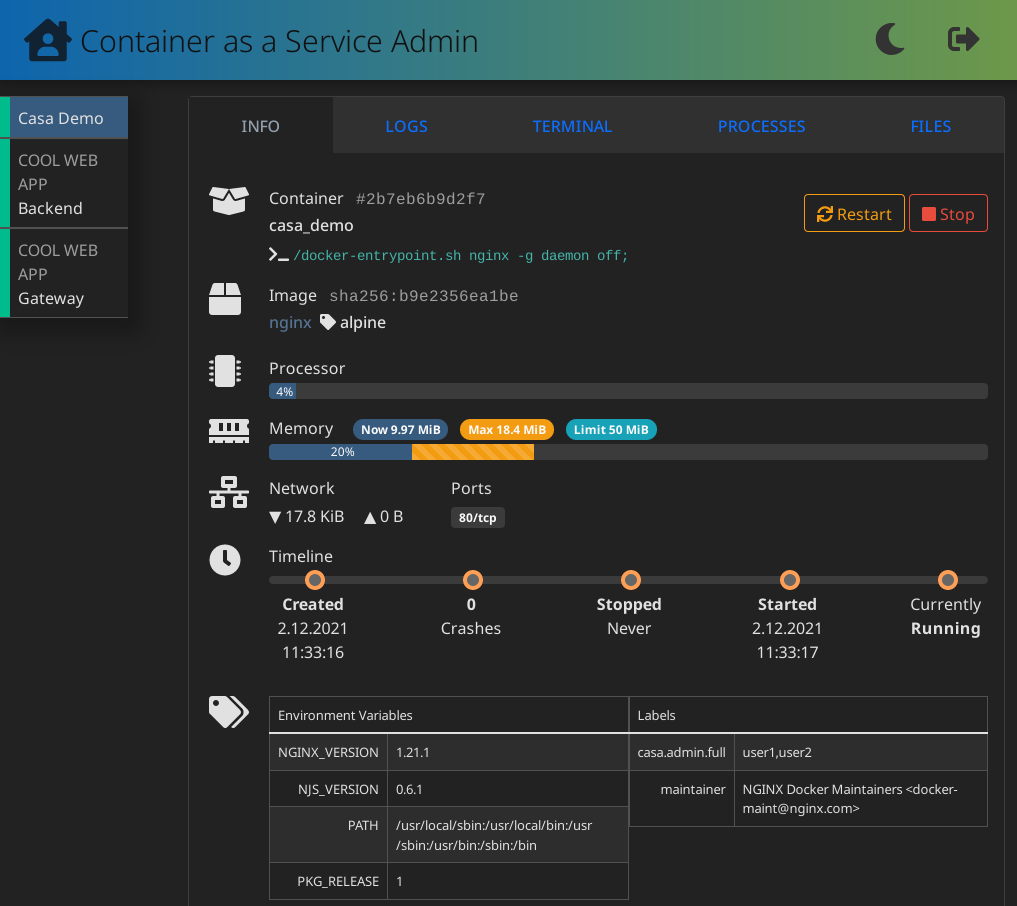 Container as a Service Admin
Casa Demo
COOL WEB
APP
Backend
COOL WEB
APP
Gateway
INFO LOGS TERMINAL PROCESSES FILES
Container #2b7eb6b9d2f7
casa_demo
/docker-entrypoint.sh nginx -g daemon off;
Restart Stop
Image sha256:b9e2356ea1be
nginx alpine
Processor
4%
Memory Now 9.97 MiB Max 18.4 MiB Limit 50 MiB
20%
Network Ports
▼ 17.8 KiB ▲ 0 B 80/tcp
Timeline
Created 0 Stopped Started Currently
2.12.2021 Crashes Never 2.12.2021 Running
11:33:16 11:33:17
Environment Variables Labels
NGINX_VERSION 1.21.1 casa.admin.full user1,user2
NJS_VERSION 0.6.1 maintainer NGINX Docker Maintainers <docker-
maint@nginx.com>
PATH /usr/local/sbin:/usr/local/bin:/usr
/sbin:/usr/bin:/sbin:/bin
PKG_RELEASE 1